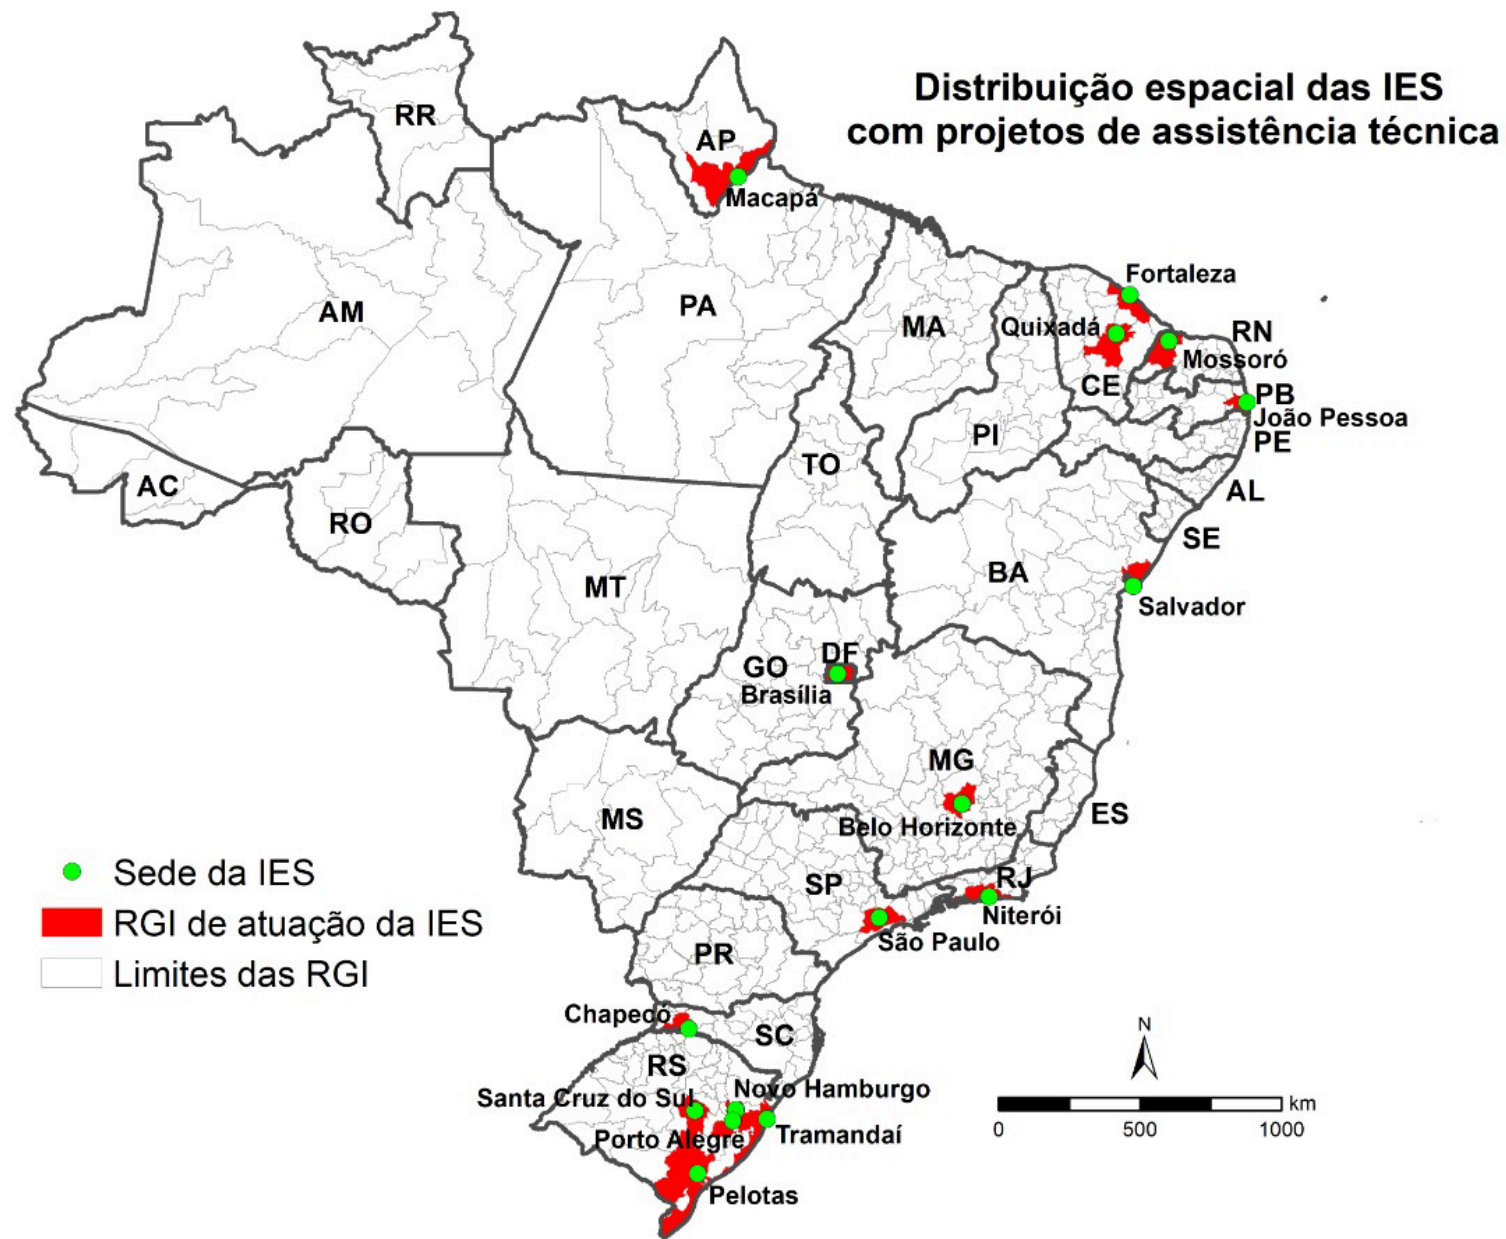 Distribuição espacial das IES
com projetos de assistência técnica
RR
AP
Macapá
Fortaleza
AM
PA
MA
Quixadá
RN
Mossoró
CE
PB
João Pessoa
PI
PE
TO
AC
AL
RO
SE
MT
BA
Salvador
DF
GO
Brasília
MG
MS
ES
Belo Horizonte
Sede da IES
SP
RJ
Niterói
RGI de atuação da IES
São Paulo
PR
Limites das RGI
Chapecó
SC
N
RS
Novo Hamburgo
Santa Cruz do Sul
km
0 500 1000
Porto Alegre
Tramandaí
Pelotas